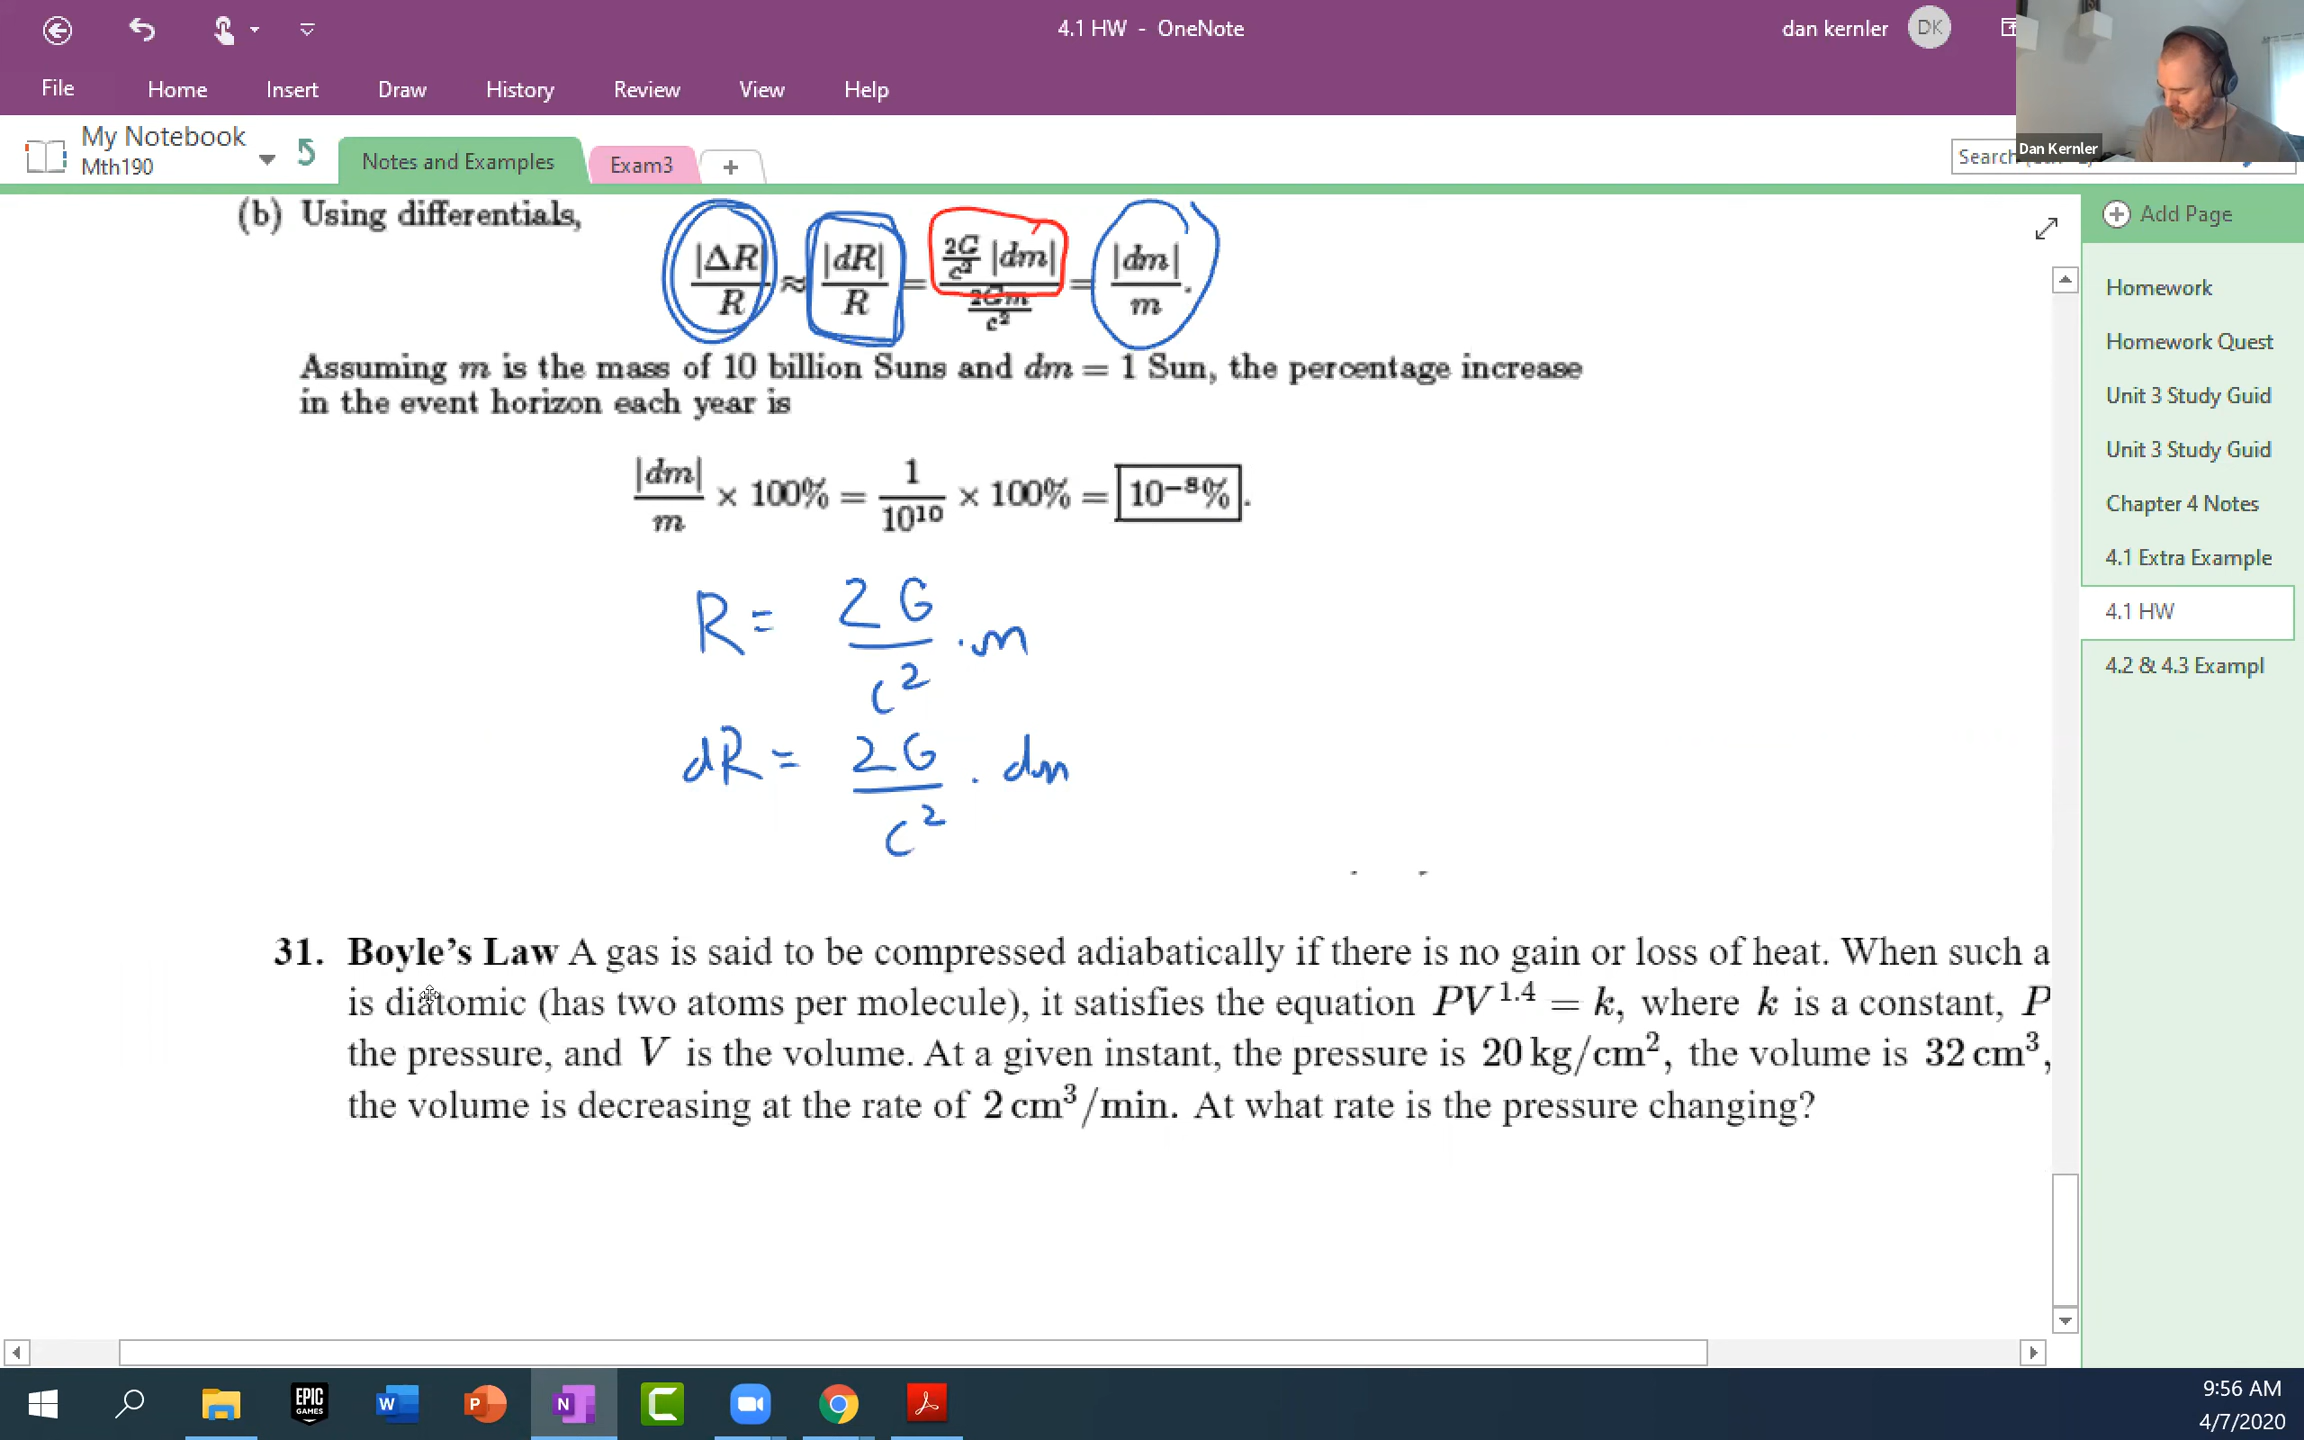 4.1 HW - OneNote
dan kernler DK
File Home Insert Draw History Review View Help
My Notebook
Mth190
Notes and Examples Exam3 +
Dan Kernler
Add Page
Homework
Homework Quest
Unit 3 Study Guid
Unit 3 Study Guid
Chapter 4 Notes
4.1 Extra Example
4.1 HW
4.2 & 4.3 Exampl
(b) Using differentials,
|ΔR|/R ≈ |dR|/R = (2G/c² |dm|)/(2Gm/c²) = |dm|/m.
Assuming m is the mass of 10 billion Suns and dm = 1 Sun, the percentage increase
in the event horizon each year is
|dm|/m × 100% = 1/10¹⁰ × 100% = 10⁻⁸%.
R = 2G/c² · m
dR = 2G/c² · dm
31. Boyle's Law A gas is said to be compressed adiabatically if there is no gain or loss of heat. When such a
is diatomic (has two atoms per molecule), it satisfies the equation PV^1.4 = k, where k is a constant, P
the pressure, and V is the volume. At a given instant, the pressure is 20 kg/cm², the volume is 32 cm³,
the volume is decreasing at the rate of 2 cm³/min. At what rate is the pressure changing?
EPIC GAMES
9:56 AM
4/7/2020